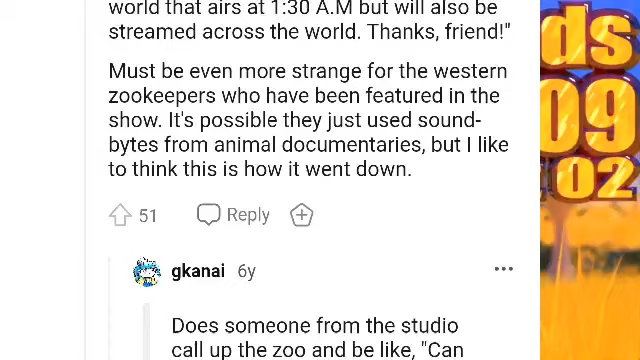 world that airs at 1:30 A.M but will also be
streamed across the world. Thanks, friend!"
Must be even more strange for the western
zookeepers who have been featured in the
show. It's possible they just used sound-
bytes from animal documentaries, but I like
to think this is how it went down.
51
Reply
gkanai 6y
Does someone from the studio
call up the zoo and be like, "Can
ds
09
02